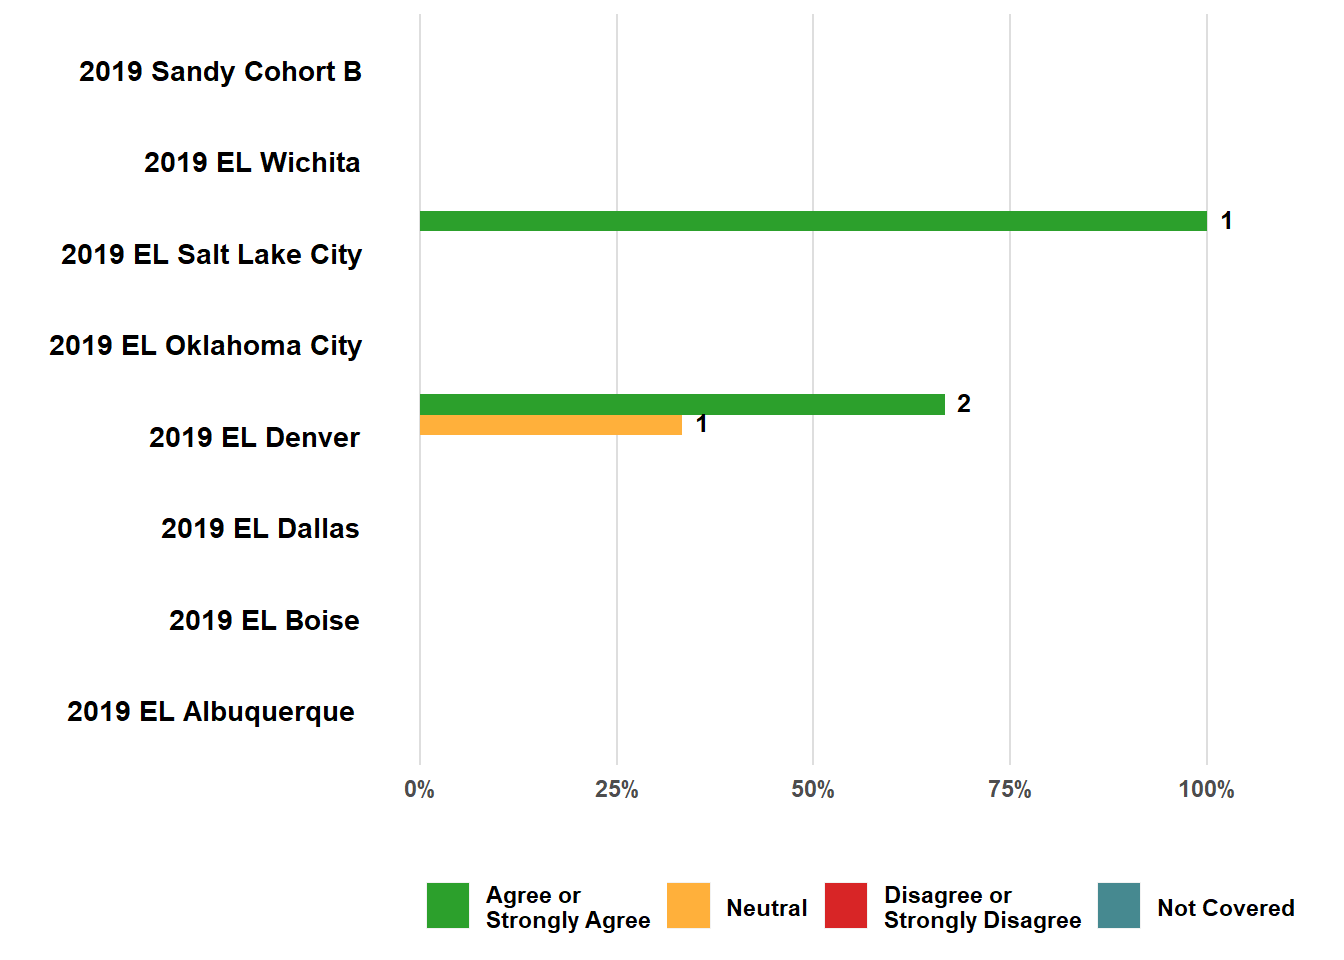 2019 Sandy Cohort B
2019 EL Wichita
1
2019 EL Salt Lake City
2019 EL Oklahoma City
2
1
2019 EL Denver
2019 EL Dallas
2019 EL Boise
2019 EL Albuquerque
0% 25% 50% 75% 100%
Agree or
Strongly Agree
Neutral
Disagree or
Strongly Disagree
Not Covered